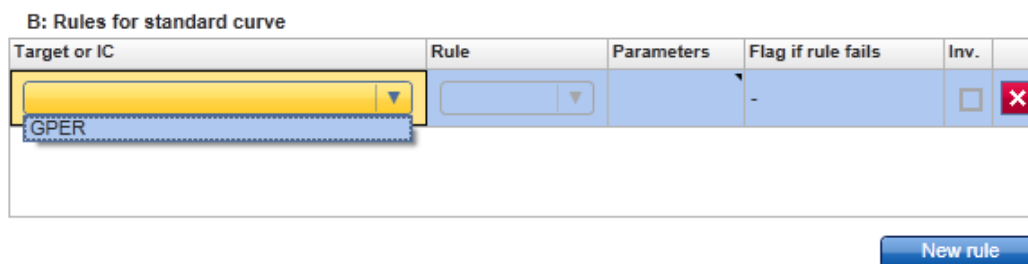 B: Rules for standard curve
Target or IC Rule Parameters Flag if rule fails Inv.
-
GPER
New rule